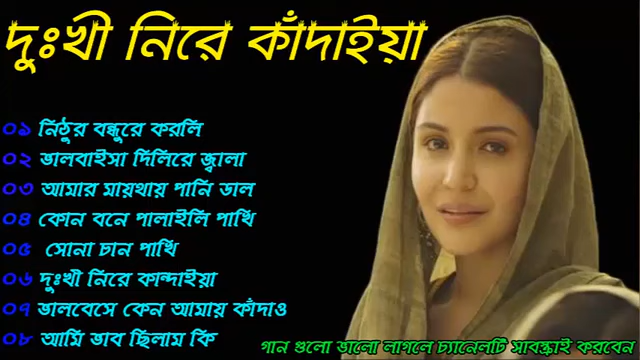 দুঃখী নিরে কাঁদাইয়া
০১ নিঠুর বন্ধুরে করলি
০২ ভালবাইসা দিলিরে জ্বালা
০৩ আমার মায়থায় পানি ডাল
০৪ কোন বনে পালাইলি পাখি
০৫ সোনা চান পাখি
০৬ দুঃখী নিরে কান্দাইয়া
০৭ ভালবেসে কেন আমায় কাঁদাও
০৮ আমি ভাব ছিলাম কি
গান গুলো ভালো লাগলে চ্যানেলটি সাবস্ক্রাই করবেন